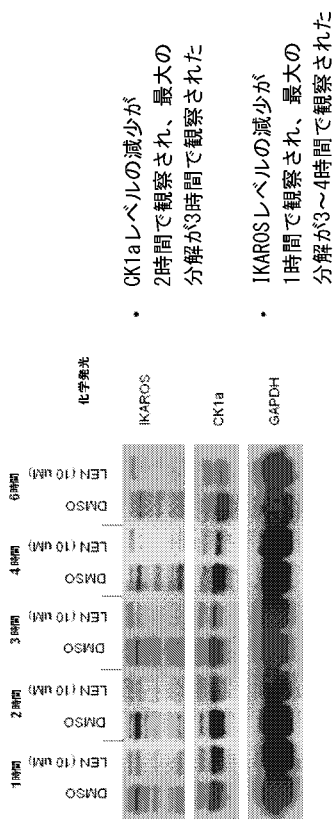 1時間
2時間
3時間
4時間
6時間
DMSO
LEN (10 uM)
DMSO
LEN (10 uM)
DMSO
LEN (10 uM)
DMSO
LEN (10 uM)
DMSO
LEN (10 uM)
化学発光
IKAROS
CK1a
GAPDH
• CK1aレベルの減少が
2時間で観察され、最大の
分解が3時間で観察された
• IKAROSレベルの減少が
1時間で観察され、最大の
分解が3～4時間で観察された